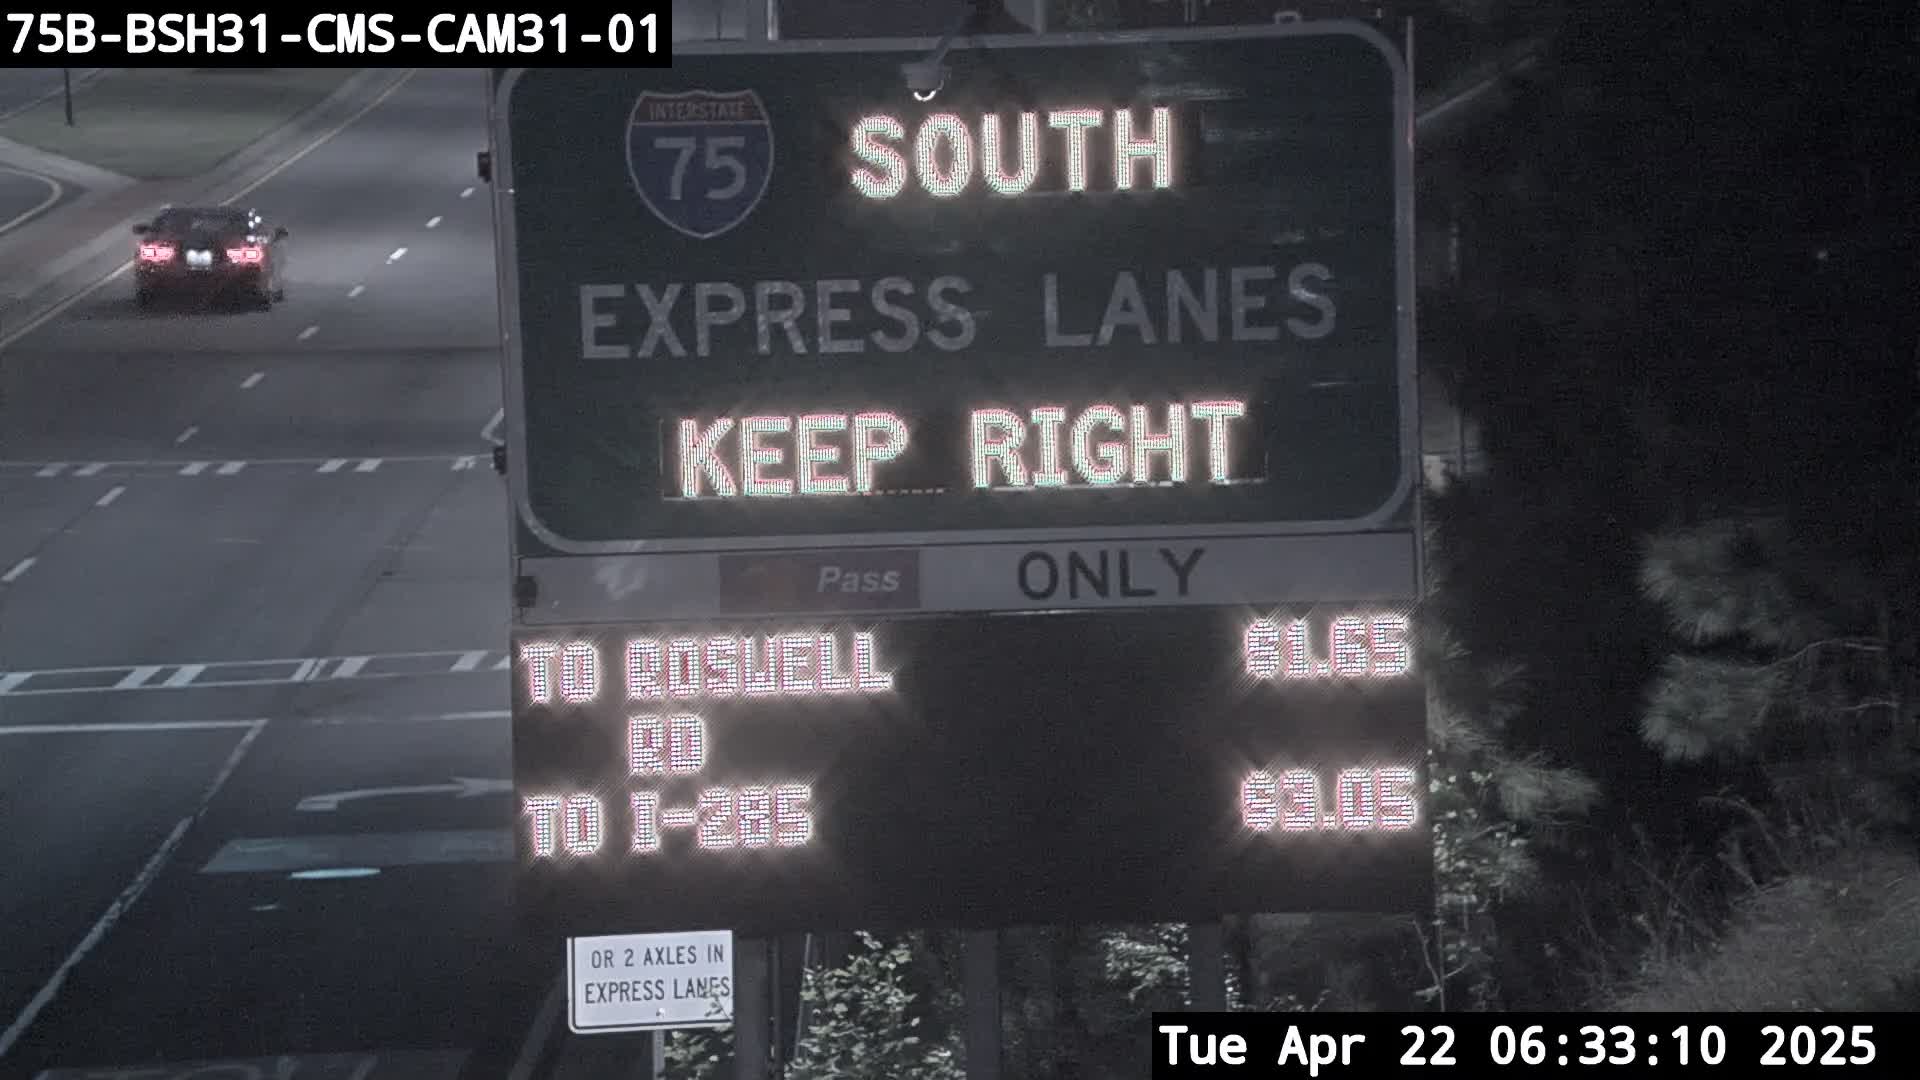 75B-BSH31-CMS-CAM31-01
INTERSTATE
75
SOUTH
EXPRESS LANES
KEEP RIGHT
Pass ONLY
TO ROSWELL $1.65
RD
TO I-285 $3.05
OR 2 AXLES IN
EXPRESS LANES
Tue Apr 22 06:33:10 2025